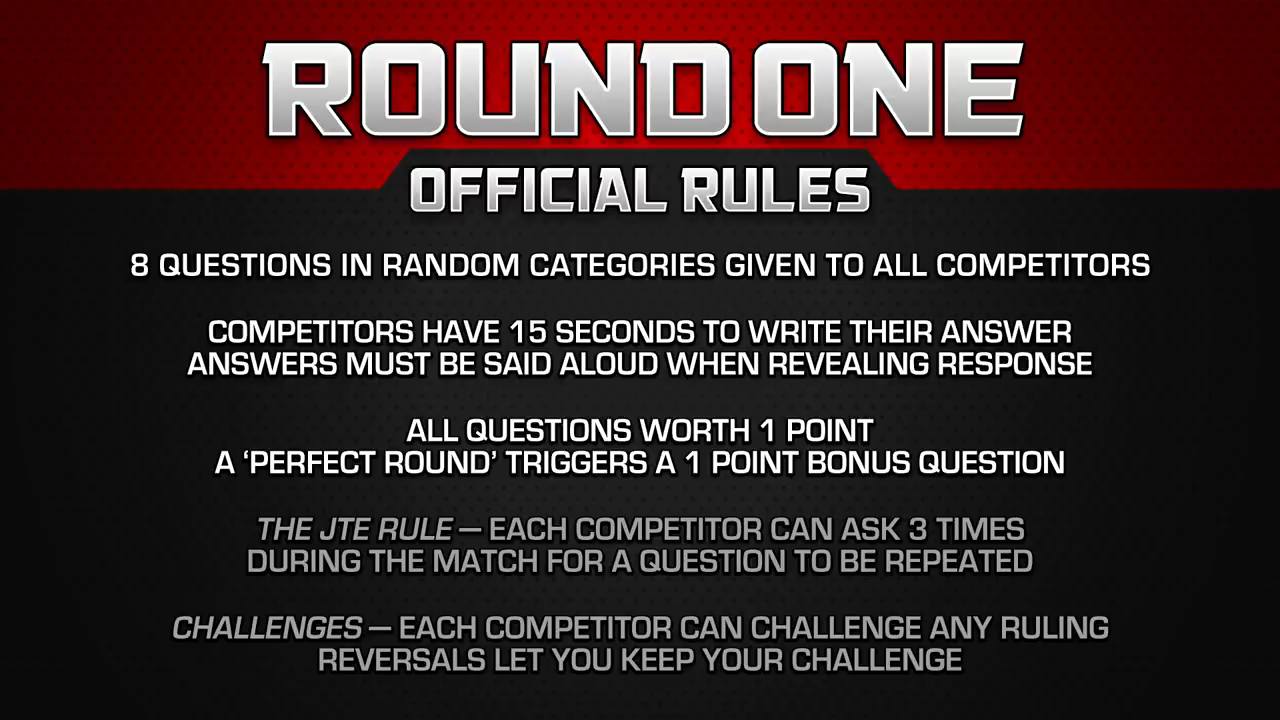 ROUND ONE
OFFICIAL RULES
8 QUESTIONS IN RANDOM CATEGORIES GIVEN TO ALL COMPETITORS
COMPETITORS HAVE 15 SECONDS TO WRITE THEIR ANSWER
ANSWERS MUST BE SAID ALOUD WHEN REVEALING RESPONSE
ALL QUESTIONS WORTH 1 POINT
A ‘PERFECT ROUND’ TRIGGERS A 1 POINT BONUS QUESTION
THE JTE RULE – EACH COMPETITOR CAN ASK 3 TIMES
DURING THE MATCH FOR A QUESTION TO BE REPEATED
CHALLENGES – EACH COMPETITOR CAN CHALLENGE ANY RULING
REVERSALS LET YOU KEEP YOUR CHALLENGE